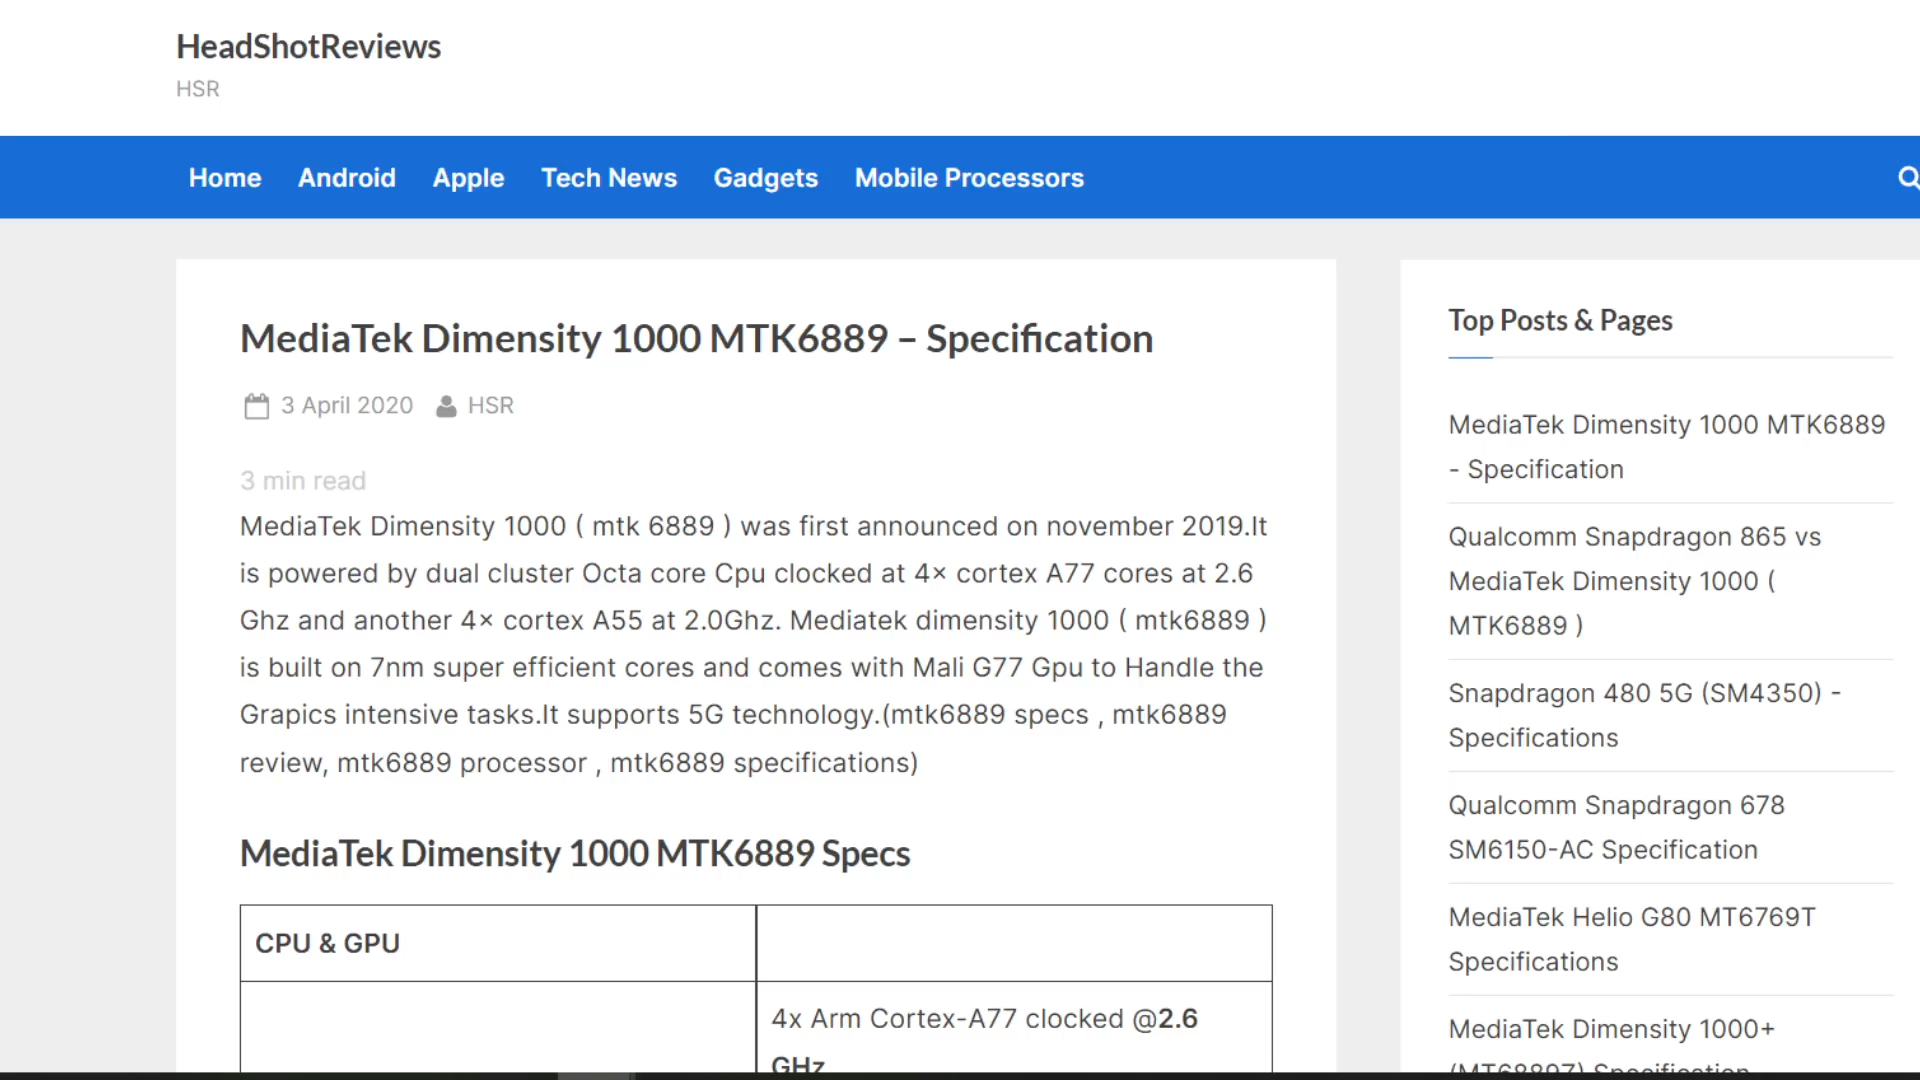 HeadShotReviews
HSR
Home Android Apple Tech News Gadgets Mobile Processors
MediaTek Dimensity 1000 MTK6889 – Specification
3 April 2020 HSR
3 min read
MediaTek Dimensity 1000 ( mtk 6889 ) was first announced on november 2019.It
is powered by dual cluster Octa core Cpu clocked at 4× cortex A77 cores at 2.6
Ghz and another 4× cortex A55 at 2.0Ghz. Mediatek dimensity 1000 ( mtk6889 )
is built on 7nm super efficient cores and comes with Mali G77 Gpu to Handle the
Grapics intensive tasks.It supports 5G technology.(mtk6889 specs , mtk6889
review, mtk6889 processor , mtk6889 specifications)
MediaTek Dimensity 1000 MTK6889 Specs
CPU & GPU
4x Arm Cortex-A77 clocked @2.6
GHz
Top Posts & Pages
MediaTek Dimensity 1000 MTK6889
- Specification
Qualcomm Snapdragon 865 vs
MediaTek Dimensity 1000 (
MTK6889 )
Snapdragon 480 5G (SM4350) -
Specifications
Qualcomm Snapdragon 678
SM6150-AC Specification
MediaTek Helio G80 MT6769T
Specifications
MediaTek Dimensity 1000+
(MT6889Z) Specification